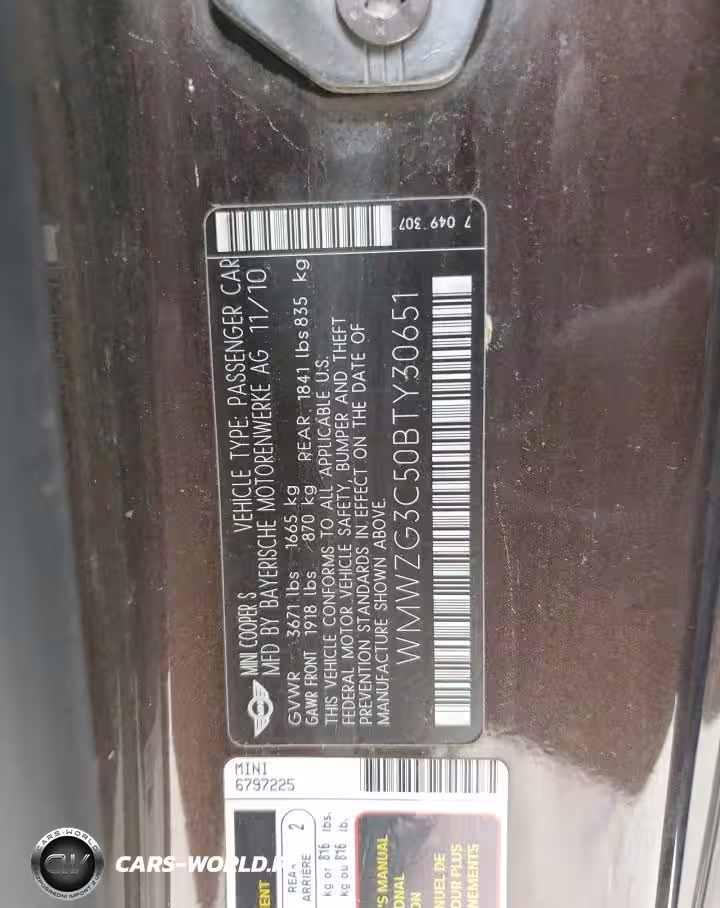 7 049 307
MINI COOPER S VEHICLE TYPE: PASSENGER CAR
MFD BY BAYERISCHE MOTORENWERKE AG 11/10
GVWR 3671 lbs 1665 kg
GAWR FRONT 1918 lbs /870 kg REAR. 1841 lbs 835 kg
THIS VEHICLE CONFORMS TO ALL APPLICABLE U.S.
FEDERAL MOTOR VEHICLE SAFETY, BUMPER AND THEFT
PREVENTION STANDARDS IN EFFECT ON THE DATE OF
MANUFACTURE SHOWN ABOVE.
WMWZG3C50BTY30651
MINI
6797225
REA
ARRIÈRE
2
kg or 816 lbs.
kg ou 816 lb.
'S MANUAL
ONAL
ON
NUEL DE
OUR PLUS
NEMENTS
CARS-WORLD
CW
CARS-WORLD.P